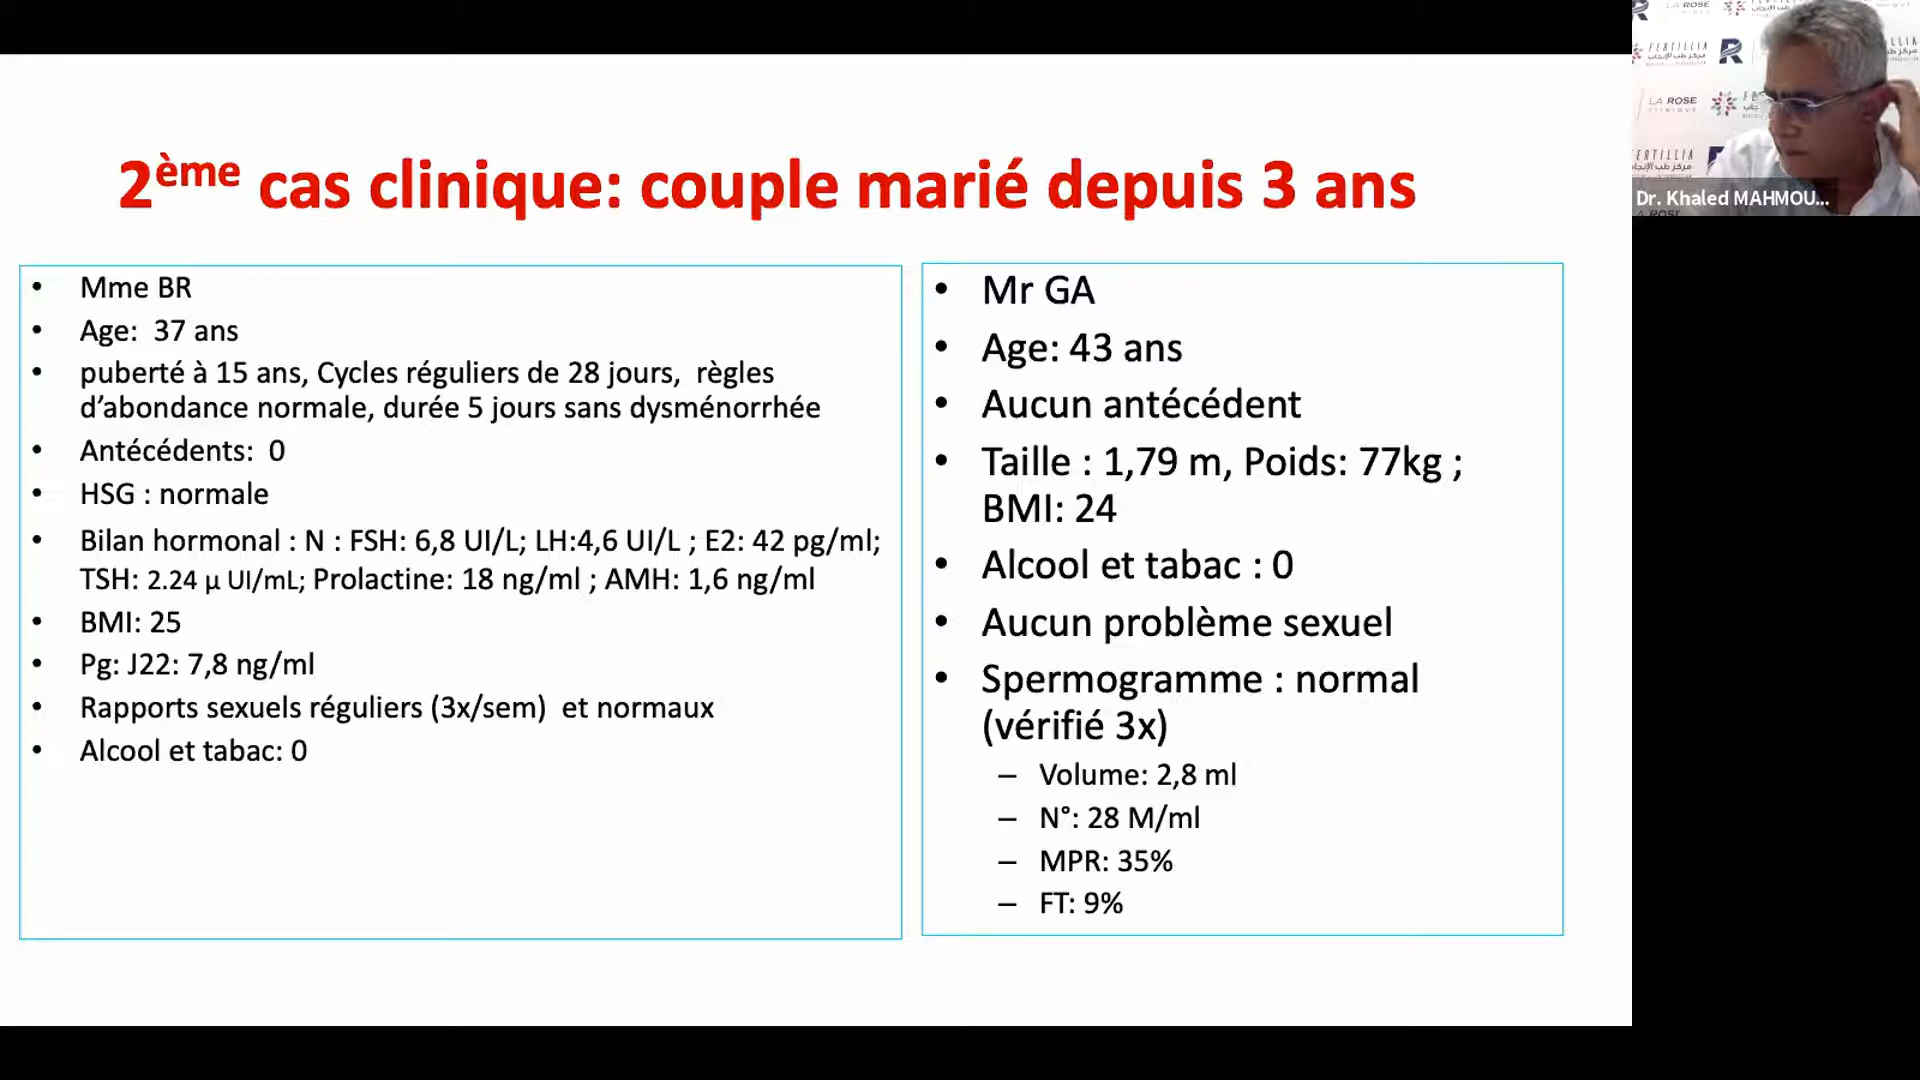 2ème cas clinique: couple marié depuis 3 ans
• Mme BR
• Age: 37 ans
• puberté à 15 ans, Cycles réguliers de 28 jours, règles
d’abondance normale, durée 5 jours sans dysménorrhée
• Antécédents: 0
• HSG : normale
• Bilan hormonal : N : FSH: 6,8 UI/L; LH:4,6 UI/L ; E2: 42 pg/ml;
TSH: 2.24 µ UI/mL; Prolactine: 18 ng/ml ; AMH: 1,6 ng/ml
• BMI: 25
• Pg: J22: 7,8 ng/ml
• Rapports sexuels réguliers (3x/sem) et normaux
• Alcool et tabac: 0
• Mr GA
• Age: 43 ans
• Aucun antécédent
• Taille : 1,79 m, Poids: 77kg ;
BMI: 24
• Alcool et tabac : 0
• Aucun problème sexuel
• Spermogramme : normal
(vérifié 3x)
– Volume: 2,8 ml
– N°: 28 M/ml
– MPR: 35%
– FT: 9%
FERTILLIA
مركز طب الإنجاب
R
LA ROSE
Dr. Khaled MAHMOU...